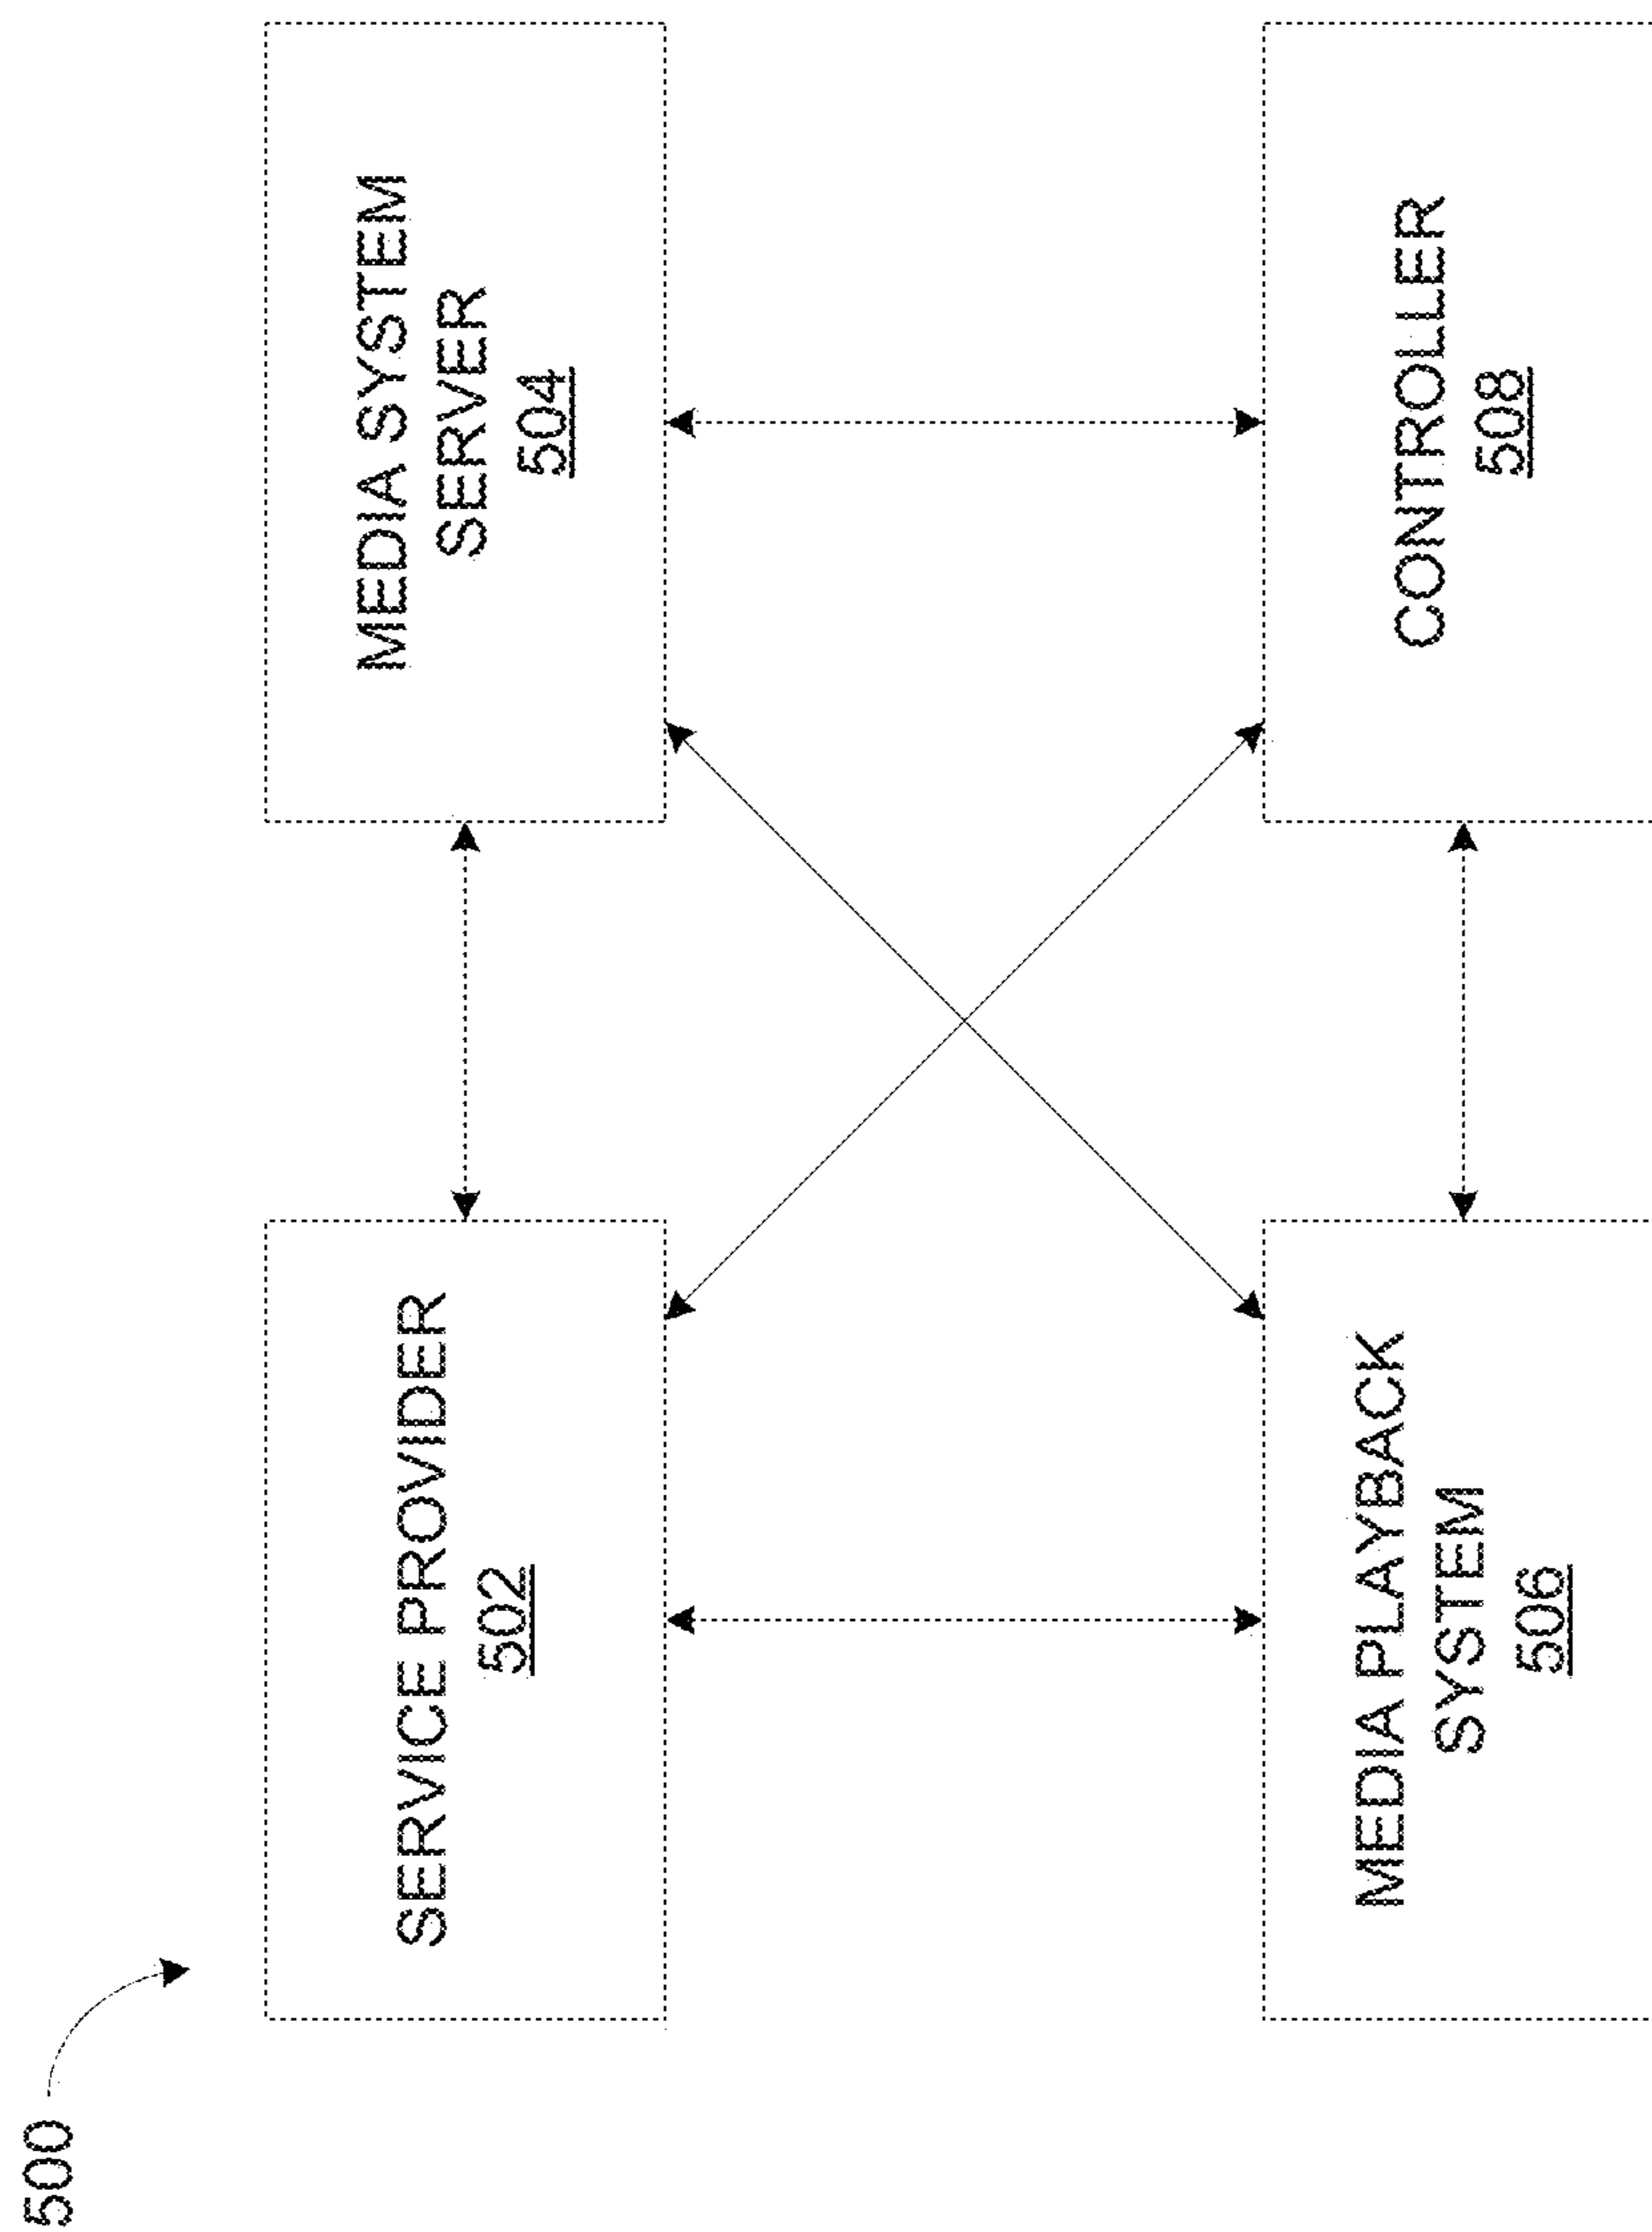 500
SERVICE PROVIDER
502
MEDIA SYSTEM
SERVER
504
MEDIA PLAYBACK
SYSTEM
506
CONTROLLER
508